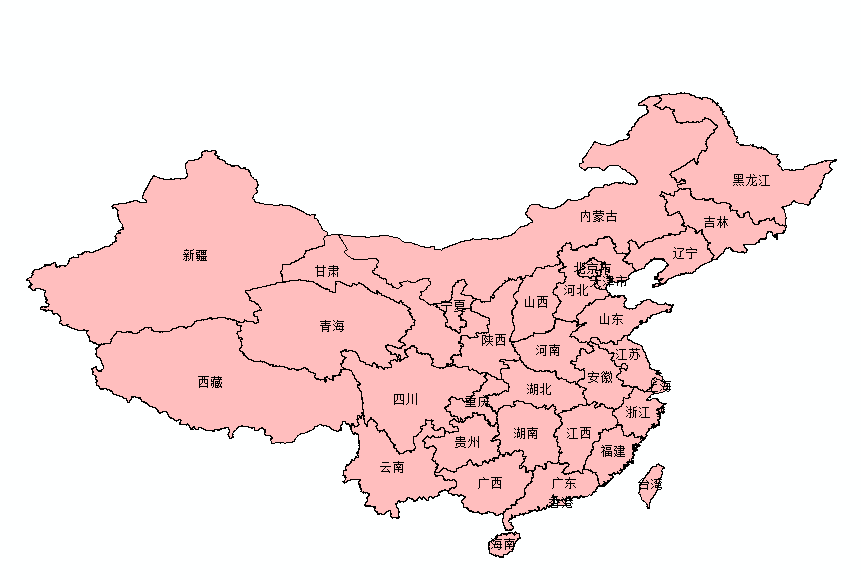 黑龙江
内蒙古
吉林
新疆
辽宁
甘肃
北京市
天津市
河北
宁夏
山西
青海
山东
陕西
河南
江苏
西藏
安徽
上海
湖北
四川
重庆
浙江
湖南
江西
贵州
福建
云南
广西
广东
台湾
香港
海南